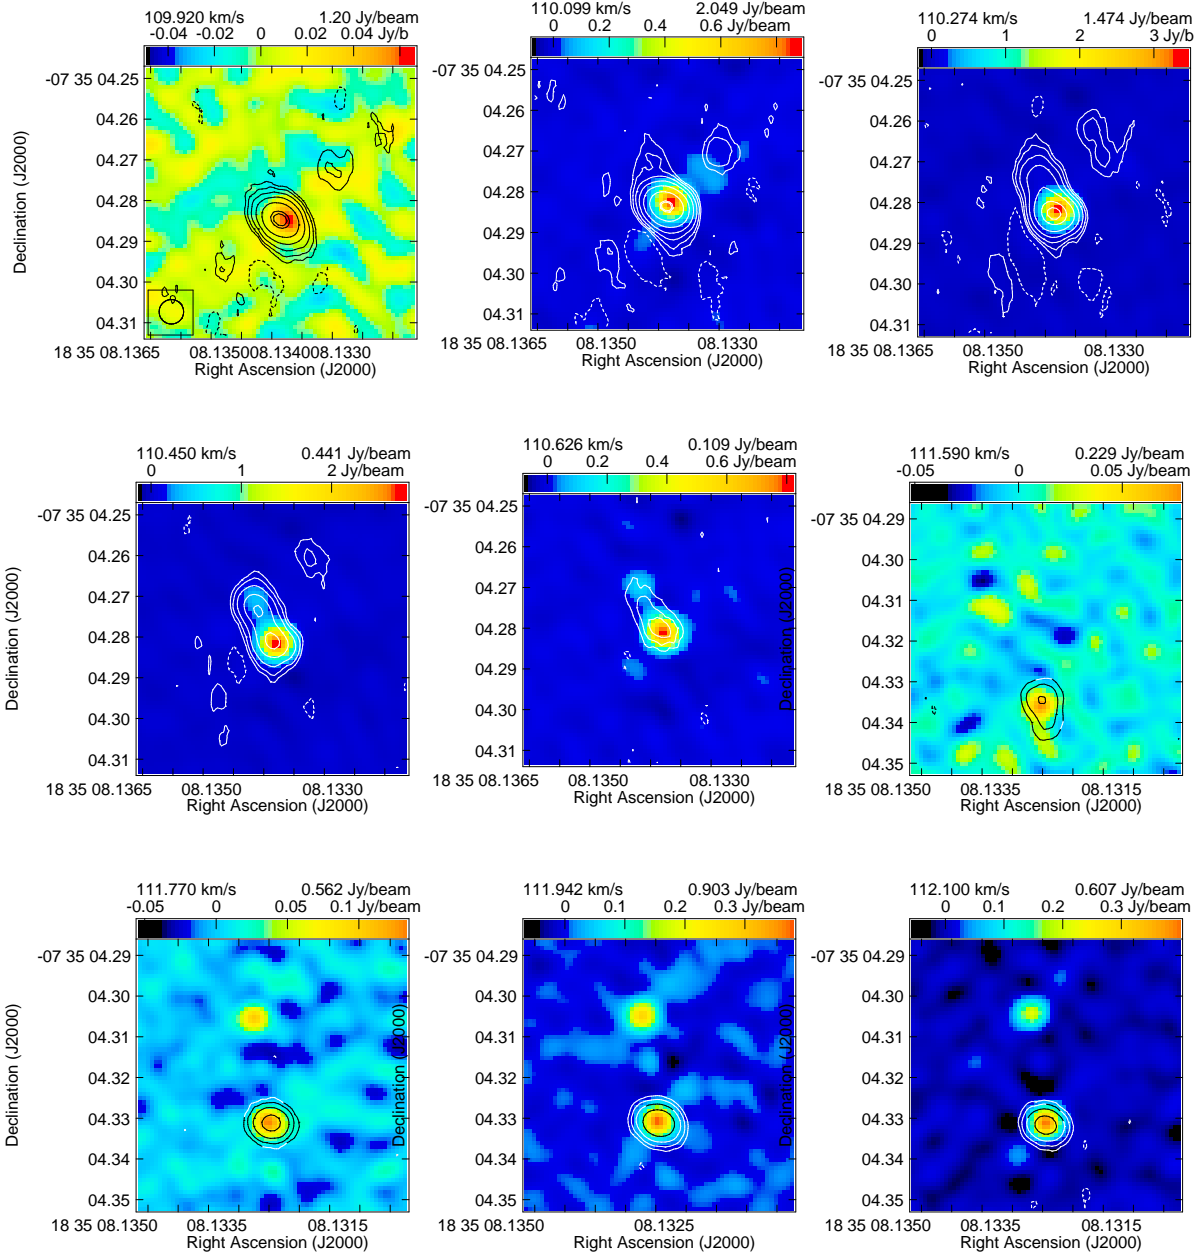 109.920 km/s 1.20 Jy/beam
-0.04 -0.02 0 0.02 0.04 Jy/b
-07 35 04.25
04.26
04.27
04.28
04.29
04.30
04.31
Declination (J2000)
18 35 08.1365 08.13500 08.13400 08.1330
Right Ascension (J2000)
110.099 km/s 2.049 Jy/beam
0 0.2 0.4 0.6 Jy/beam
-07 35 04.25
04.26
04.27
04.28
04.29
04.30
04.31
18 35 08.1365 08.1350 08.1330
Right Ascension (J2000)
110.274 km/s 1.474 Jy/beam
0 1 2 3 Jy/b
-07 35 04.25
04.26
04.27
04.28
04.29
04.30
04.31
18 35 08.1365 08.1350 08.1330
Right Ascension (J2000)
110.450 km/s 0.441 Jy/beam
0 1 2 Jy/beam
-07 35 04.25
04.26
04.27
04.28
04.29
04.30
04.31
Declination (J2000)
18 35 08.1365 08.1350 08.1330
Right Ascension (J2000)
110.626 km/s 0.109 Jy/beam
0 0.2 0.4 0.6 Jy/beam
-07 35 04.25
04.26
04.27
04.28
04.29
04.30
04.31
18 35 08.1365 08.1350 08.1330
Right Ascension (J2000)
111.590 km/s 0.229 Jy/beam
-0.05 0 0.05 Jy/beam
-07 35 04.29
04.30
04.31
04.32
04.33
04.34
04.35
Declination (J2000)
18 35 08.1350 08.1335 08.1315
Right Ascension (J2000)
111.770 km/s 0.562 Jy/beam
-0.05 0 0.05 0.1 Jy/beam
-07 35 04.29
04.30
04.31
04.32
04.33
04.34
04.35
Declination (J2000)
18 35 08.1350 08.1335 08.1315
Right Ascension (J2000)
111.942 km/s 0.903 Jy/beam
0 0.1 0.2 0.3 Jy/beam
-07 35 04.29
04.30
04.31
04.32
04.33
04.34
04.35
Declination (J2000)
18 35 08.1350 08.1325
Right Ascension (J2000)
112.100 km/s 0.607 Jy/beam
0 0.1 0.2 0.3 Jy/beam
-07 35 04.29
04.30
04.31
04.32
04.33
04.34
04.35
Declination (J2000)
18 35 08.1350 08.1335 08.1315
Right Ascension (J2000)